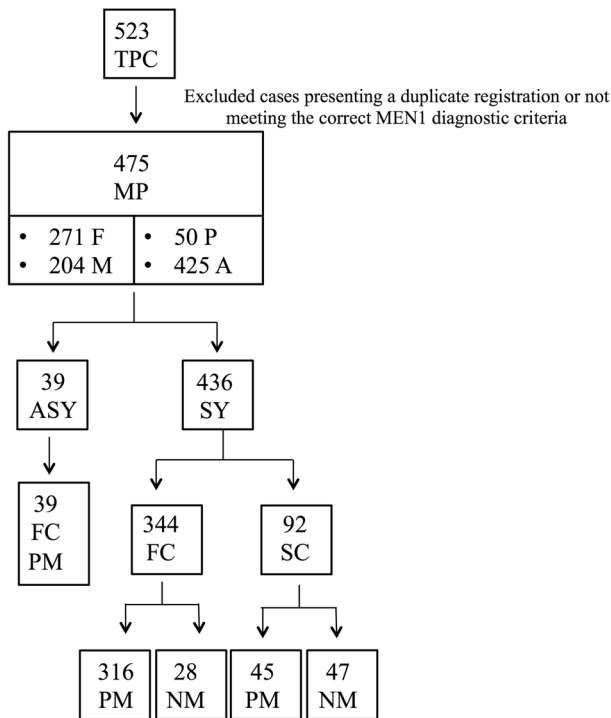 523
TPC
Excluded cases presenting a duplicate registration or not
meeting the correct MEN1 diagnostic criteria
475
MP
• 271 F
• 204 M
• 50 P
• 425 A
39
ASY
436
SY
39
FC
PM
344
FC
92
SC
316
PM
28
NM
45
PM
47
NM